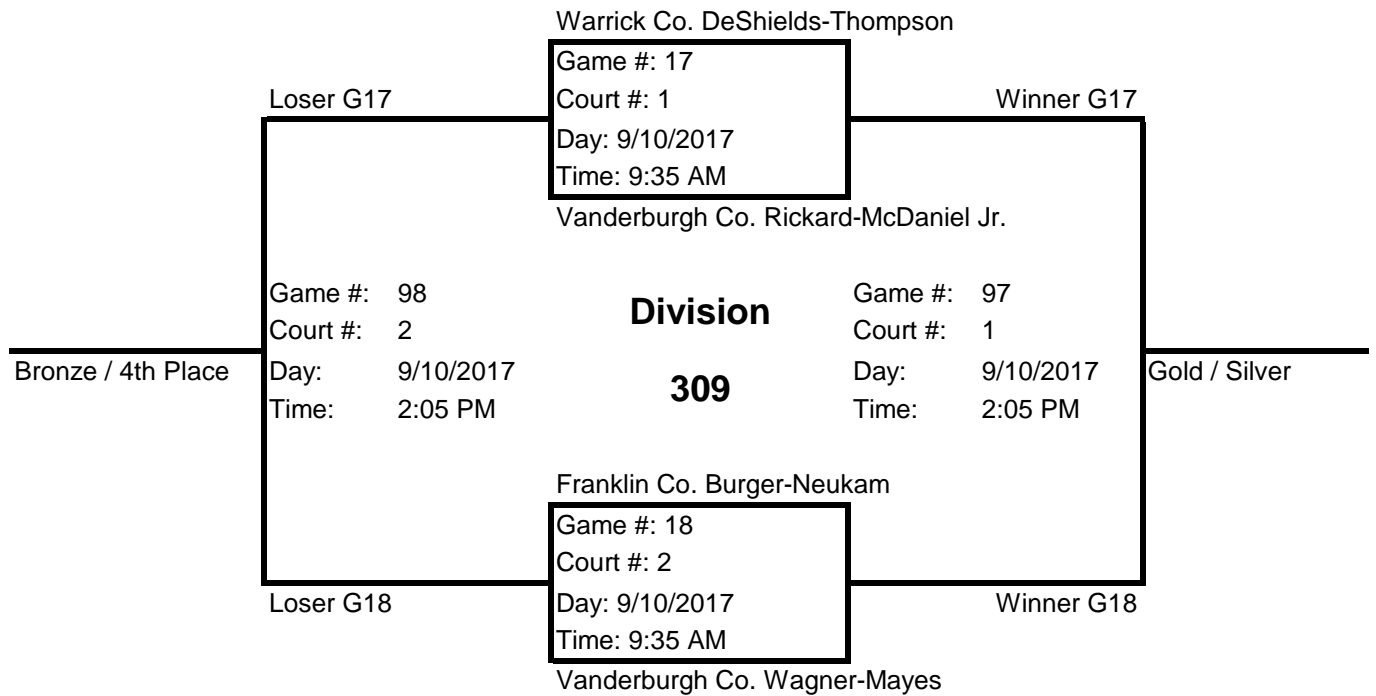 Warrick Co. DeShields-Thompson
Game #: 17
Loser G17 Court #: 1 Winner G17
Day: 9/10/2017
Time: 9:35 AM
Vanderburgh Co. Rickard-McDaniel Jr.
Game #: 98 Game #: 97
Division
Court #: 2 Court #: 1
Bronze / 4th Place Day: 9/10/2017 Day: 9/10/2017 Gold / Silver
309
Time: 2:05 PM Time: 2:05 PM
Franklin Co. Burger-Neukam
Game #: 18
Court #: 2
Loser G18 Day: 9/10/2017 Winner G18
Time: 9:35 AM
Vanderburgh Co. Wagner-Mayes